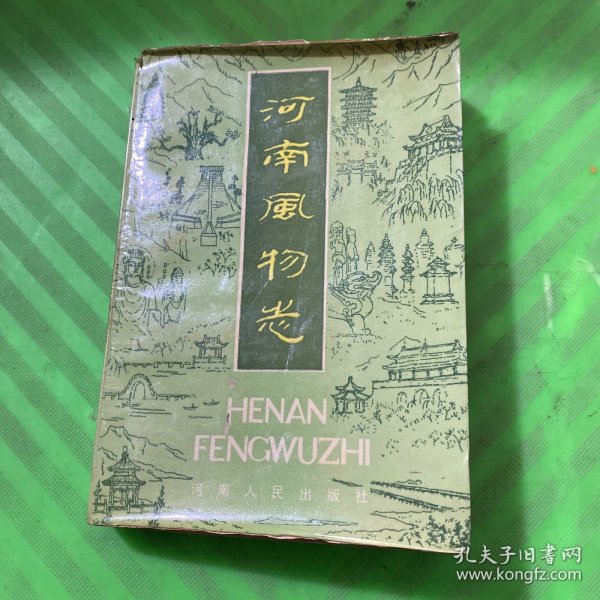 河南風物志
HENAN
FENGWUZHI
河南人民出版社
孔夫子旧书网
www.kongfz.com